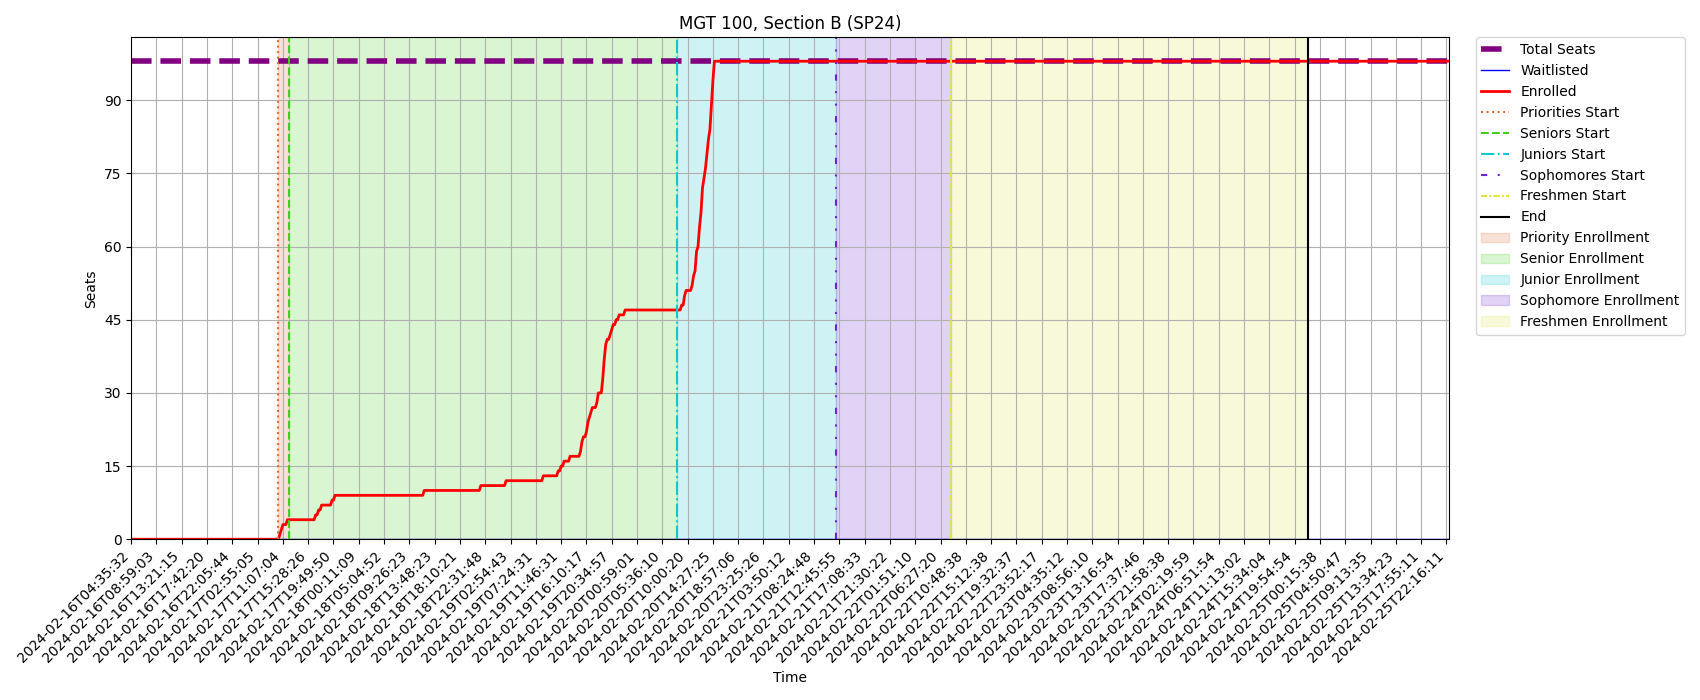 MGT 100, Section B (SP24)
Total Seats
Waitlisted
Enrolled
Priorities Start
Seniors Start
Juniors Start
Sophomores Start
Freshmen Start
End
Priority Enrollment
Senior Enrollment
Junior Enrollment
Sophomore Enrollment
Freshmen Enrollment
Seats
90
75
60
45
30
15
0
2024-02-16T04:35:32
2024-02-16T08:59:03
2024-02-16T13:21:15
2024-02-16T17:42:20
2024-02-16T22:05:44
2024-02-17T02:55:05
2024-02-17T11:07:04
2024-02-17T15:28:26
2024-02-17T19:49:50
2024-02-18T00:11:09
2024-02-18T05:04:52
2024-02-18T09:26:23
2024-02-18T13:48:23
2024-02-18T18:10:21
2024-02-18T22:31:48
2024-02-19T02:54:43
2024-02-19T07:24:31
2024-02-19T11:46:31
2024-02-19T16:10:17
2024-02-19T20:34:57
2024-02-20T00:59:01
2024-02-20T05:36:10
2024-02-20T10:00:20
2024-02-20T14:27:25
2024-02-20T18:57:06
2024-02-20T23:25:26
2024-02-21T03:50:12
2024-02-21T08:24:48
2024-02-21T12:45:55
2024-02-21T17:08:33
2024-02-21T21:30:22
2024-02-22T01:51:10
2024-02-22T06:27:20
2024-02-22T10:48:38
2024-02-22T15:12:38
2024-02-22T19:32:37
2024-02-22T23:52:17
2024-02-23T04:35:12
2024-02-23T08:56:10
2024-02-23T13:16:54
2024-02-23T17:37:46
2024-02-23T21:58:38
2024-02-24T02:19:59
2024-02-24T06:51:54
2024-02-24T11:13:02
2024-02-24T15:34:04
2024-02-24T19:54:54
2024-02-25T00:15:38
2024-02-25T04:50:47
2024-02-25T09:13:35
2024-02-25T13:34:23
2024-02-25T17:55:11
2024-02-25T22:16:11
Time